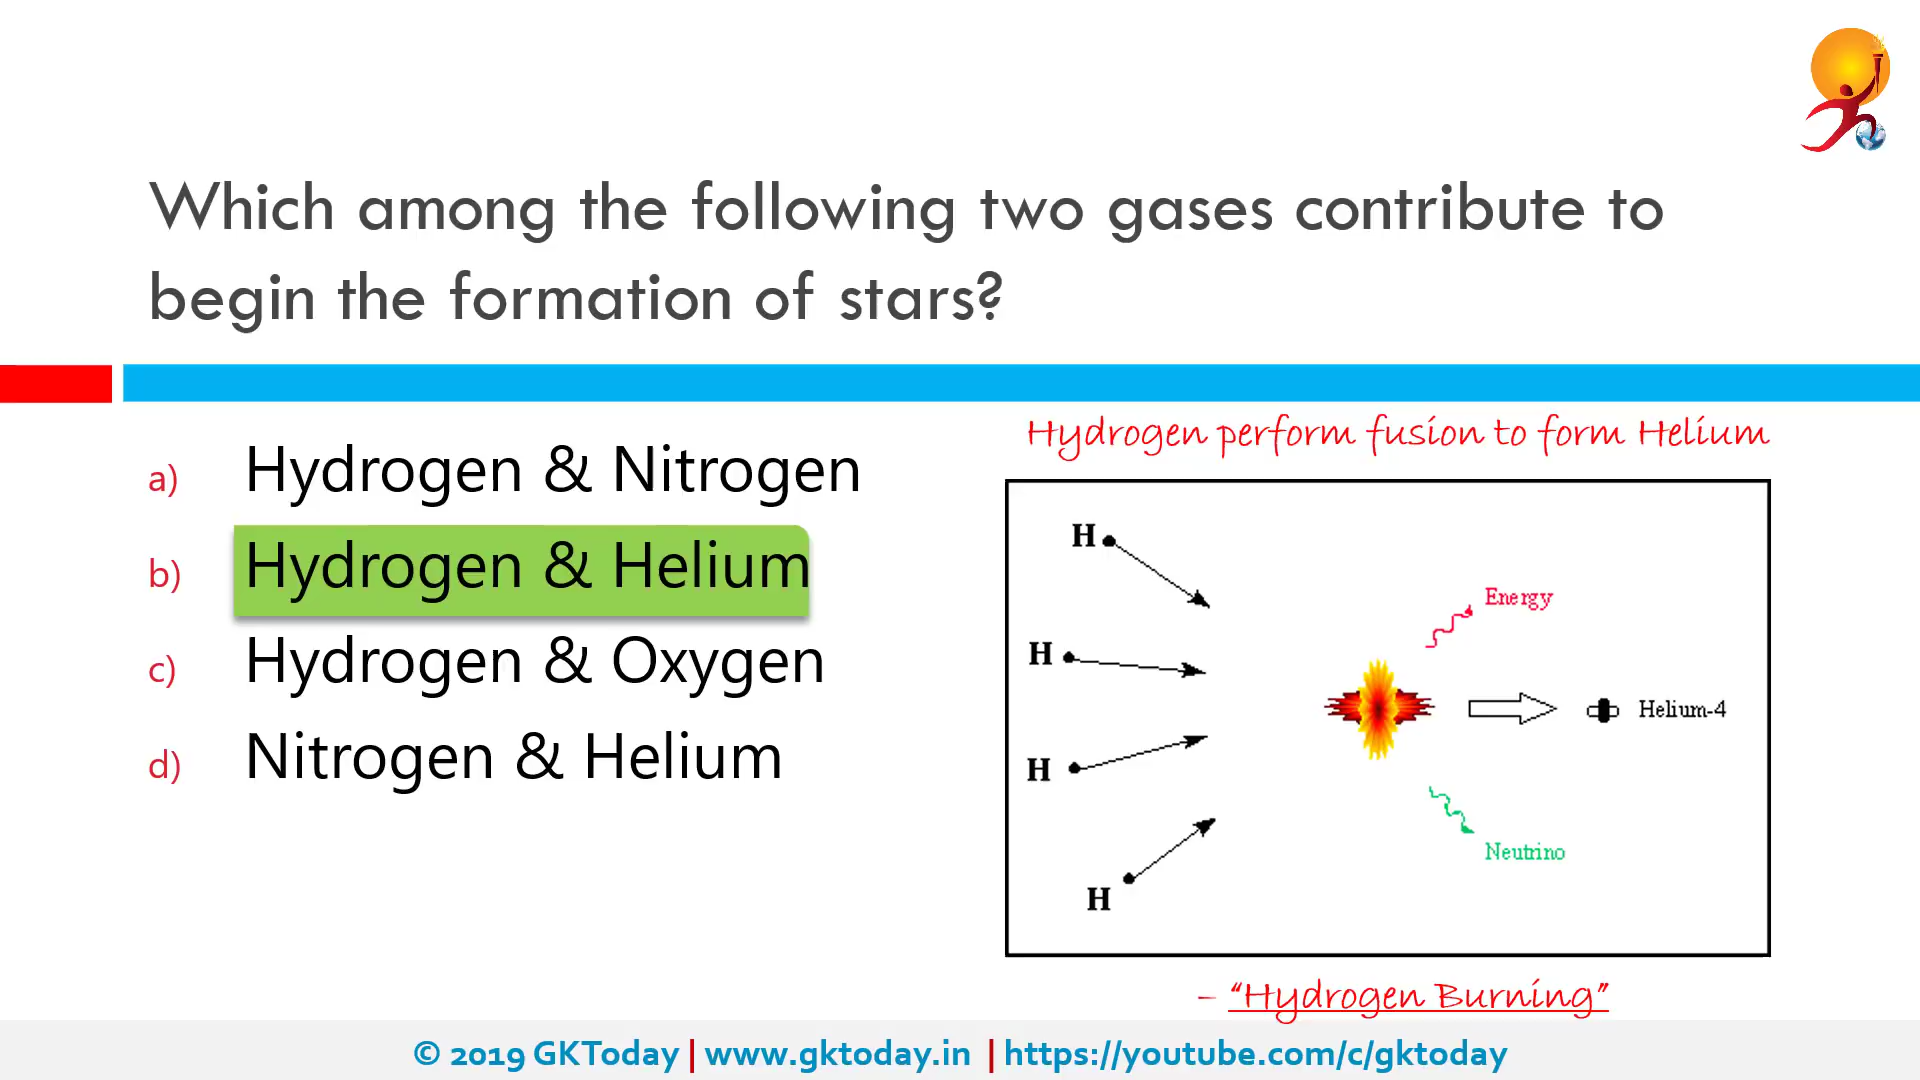 Which among the following two gases contribute to
begin the formation of stars?
a) Hydrogen & Nitrogen
b) Hydrogen & Helium
c) Hydrogen & Oxygen
d) Nitrogen & Helium
Hydrogen perform fusion to form Helium
H
Energy
H
Helium-4
H
Neutrino
H
– “Hydrogen Burning”
© 2019 GKToday | www.gktoday.in | https://youtube.com/c/gktoday